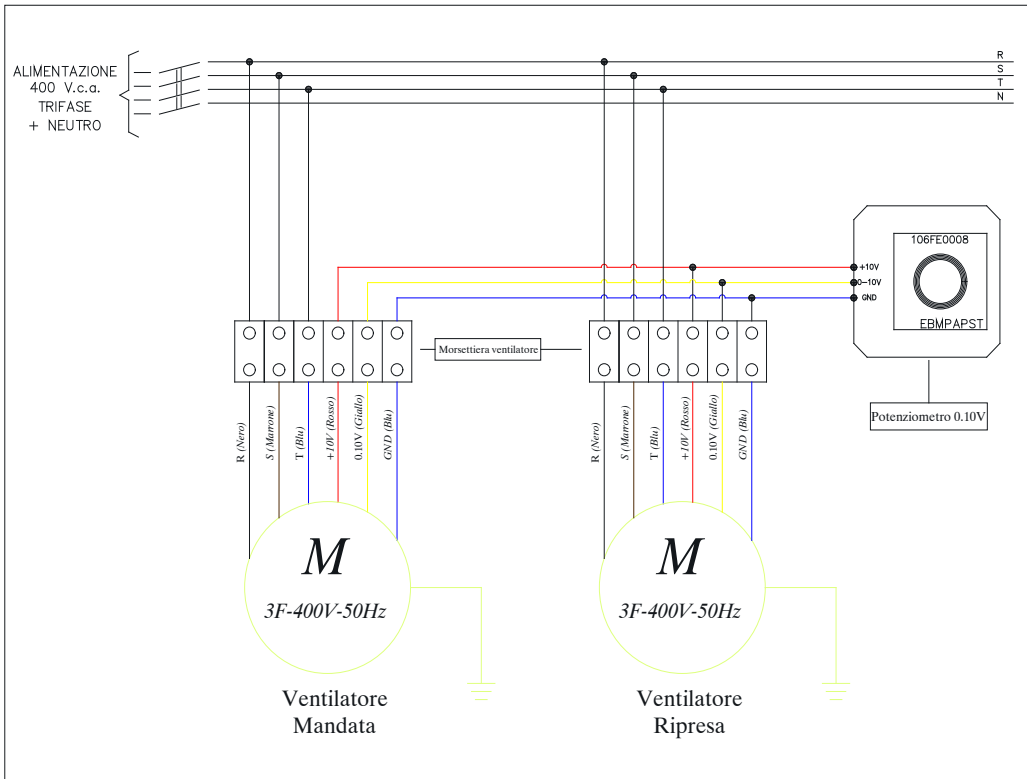 ALIMENTAZIONE
400 V.c.a.
TRIFASE
+ NEUTRO
R
S
T
N
106FE0008
+10V
0-10V
GND
EBMPAPST
Morsettiera ventilatore
Potenziometro 0.10V
R (Nero)
S (Marrone)
T (Blu)
+10V (Rosso)
0.10V (Giallo)
GND (Blu)
R (Nero)
S (Marrone)
T (Blu)
+10V (Rosso)
0.10V (Giallo)
GND (Blu)
M
3F-400V-50Hz
M
3F-400V-50Hz
Ventilatore
Mandata
Ventilatore
Ripresa